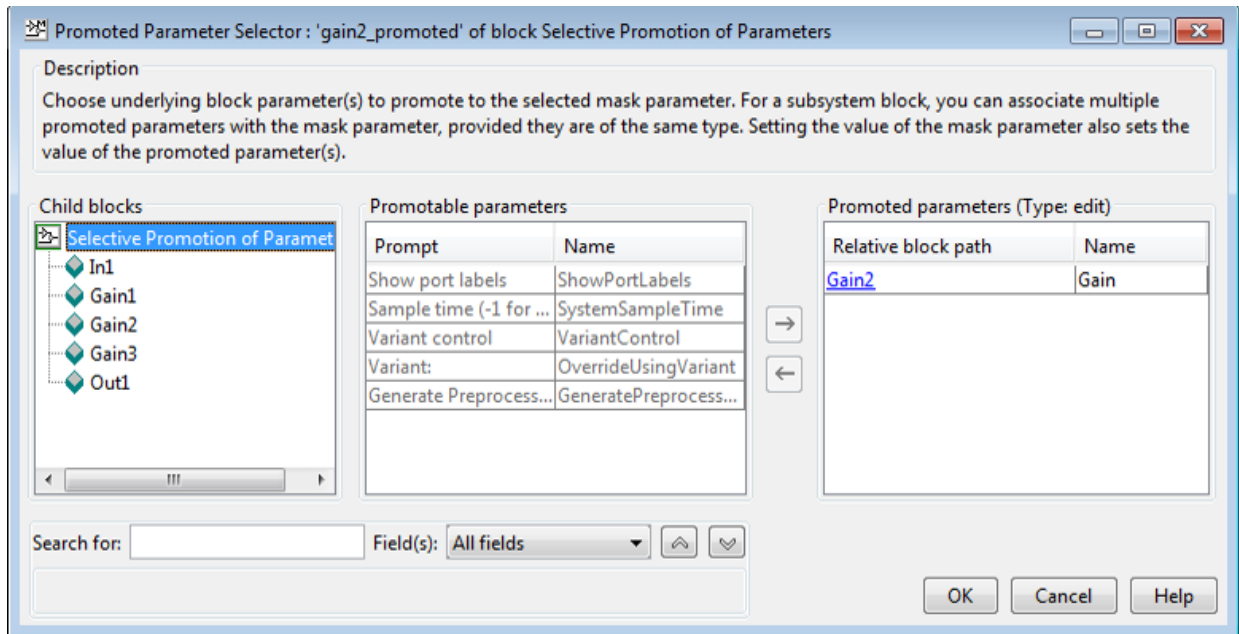 Promoted Parameter Selector : 'gain2_promoted' of block Selective Promotion of Parameters
Description
Choose underlying block parameter(s) to promote to the selected mask parameter. For a subsystem block, you can associate multiple
promoted parameters with the mask parameter, provided they are of the same type. Setting the value of the mask parameter also sets the
value of the promoted parameter(s).
Child blocks
Selective Promotion of Paramet
In1
Gain1
Gain2
Gain3
Out1
Promotable parameters
Prompt Name
Show port labels ShowPortLabels
Sample time (-1 for ... SystemSampleTime
Variant control VariantControl
Variant: OverrideUsingVariant
Generate Preprocess... GeneratePreprocess...
Promoted parameters (Type: edit)
Relative block path Name
Gain2 Gain
Search for: Field(s): All fields
OK Cancel Help